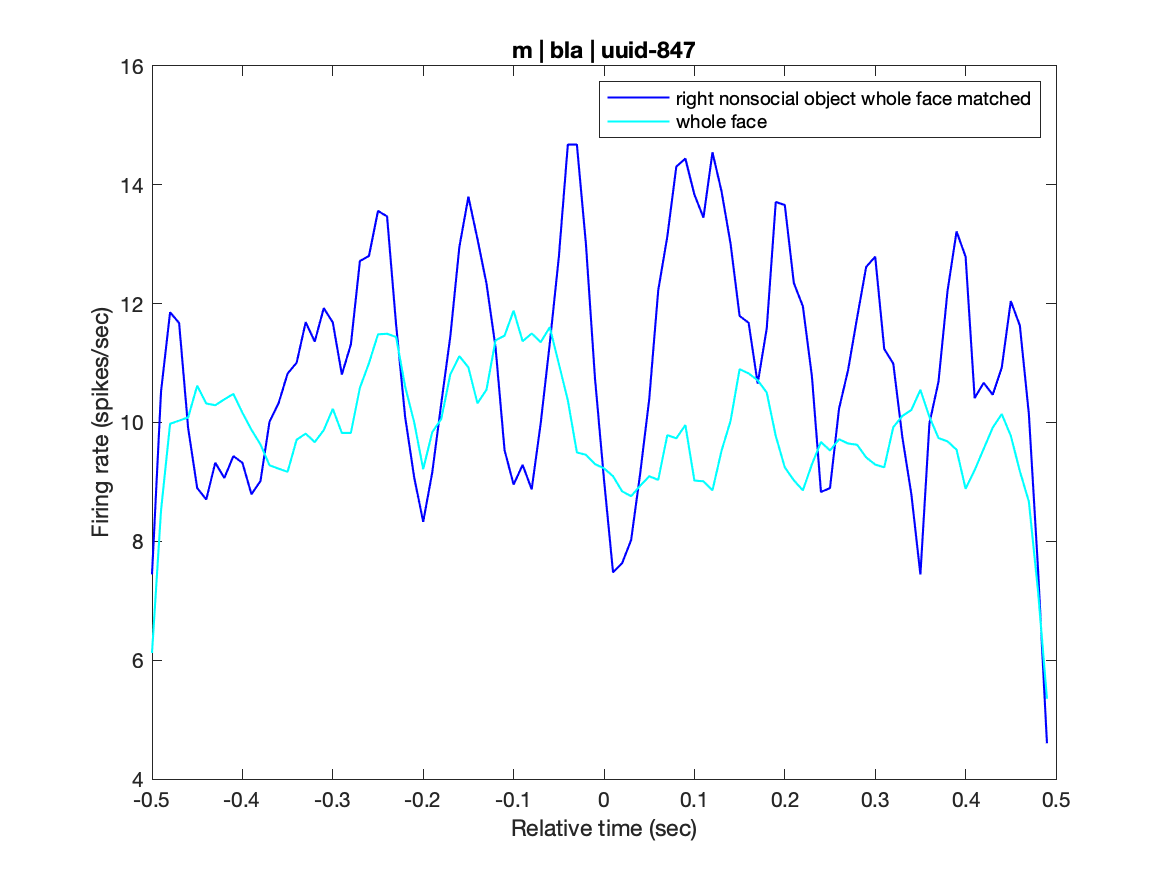 m | bla | uuid-847
right nonsocial object whole face matched
whole face
16
14
12
10
8
6
4
Firing rate (spikes/sec)
-0.5 -0.4 -0.3 -0.2 -0.1 0 0.1 0.2 0.3 0.4 0.5
Relative time (sec)